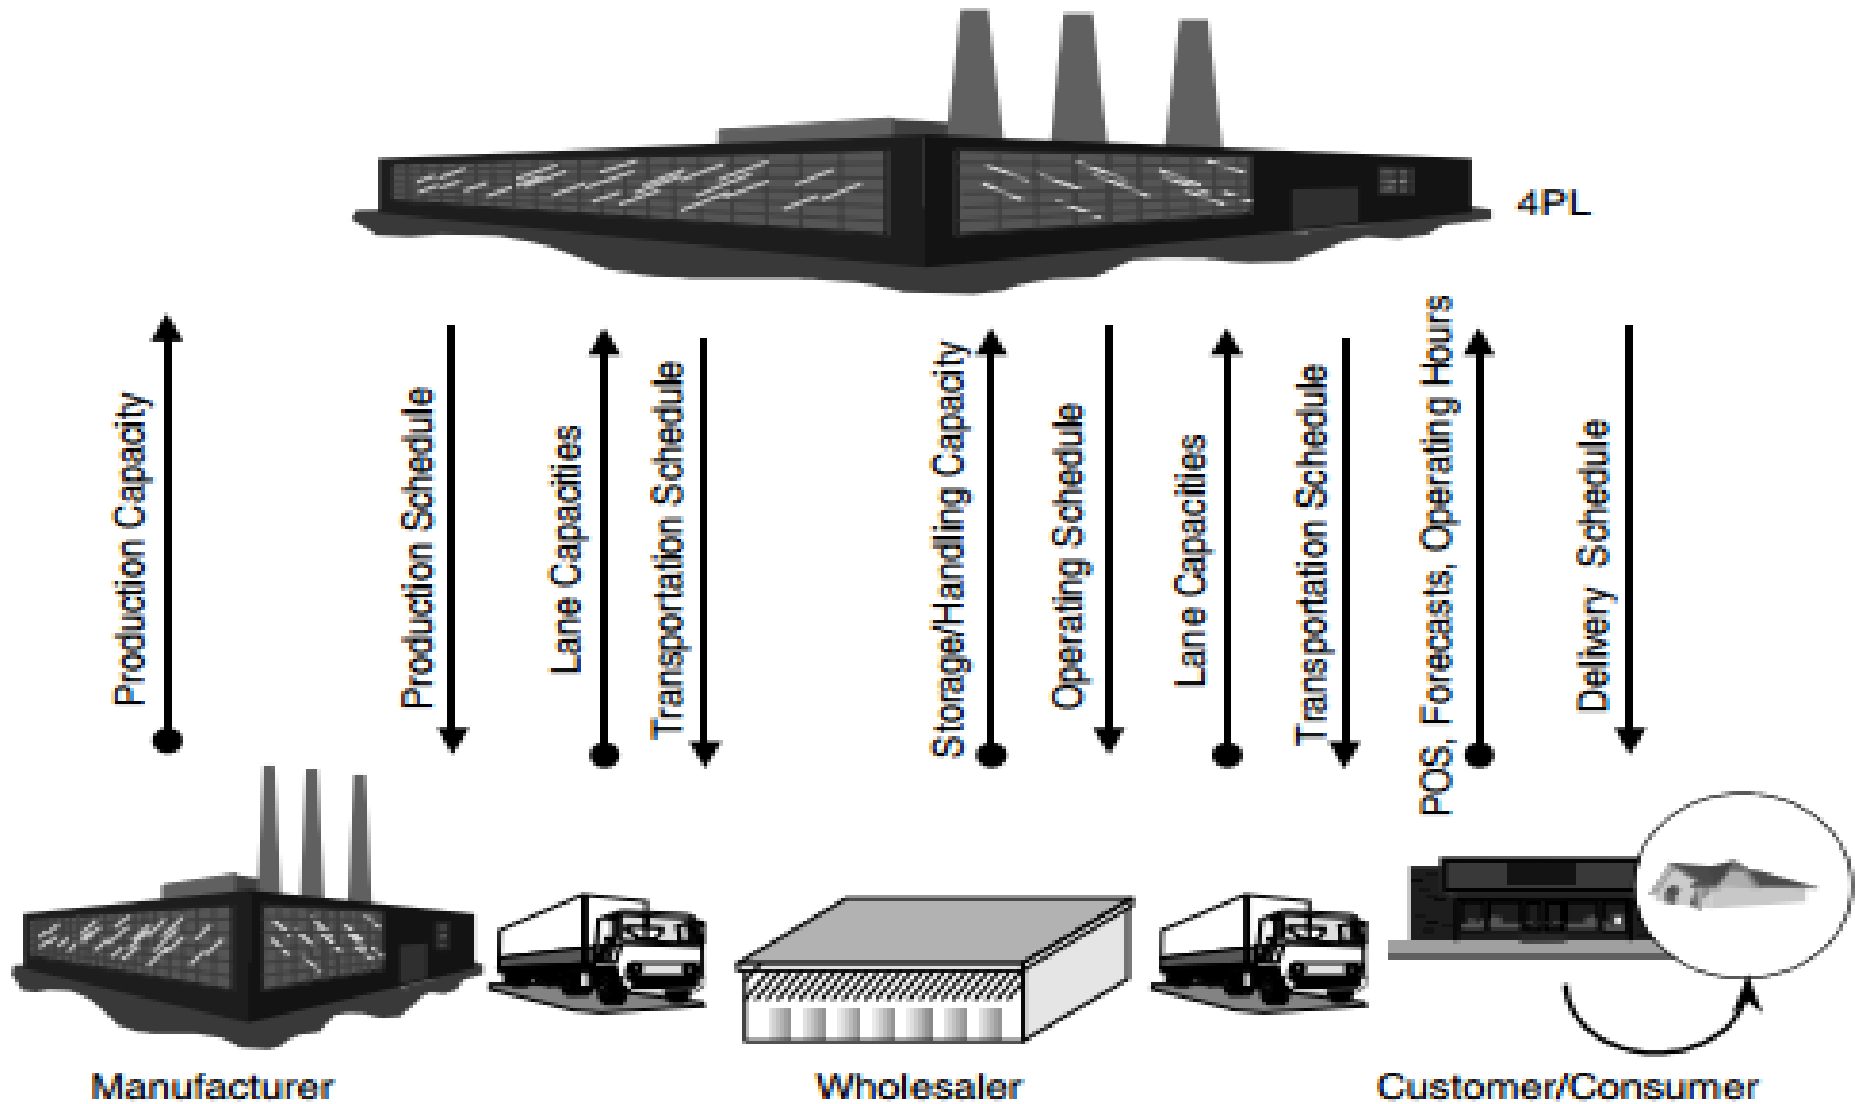 4PL
Production Capacity
Production Schedule
Lane Capacities
Transportation Schedule
Storage/Handling Capacity
Operating Schedule
Lane Capacities
Transportation Schedule
POS, Forecasts, Operating Hours
Delivery Schedule
Manufacturer
Wholesaler
Customer/Consumer